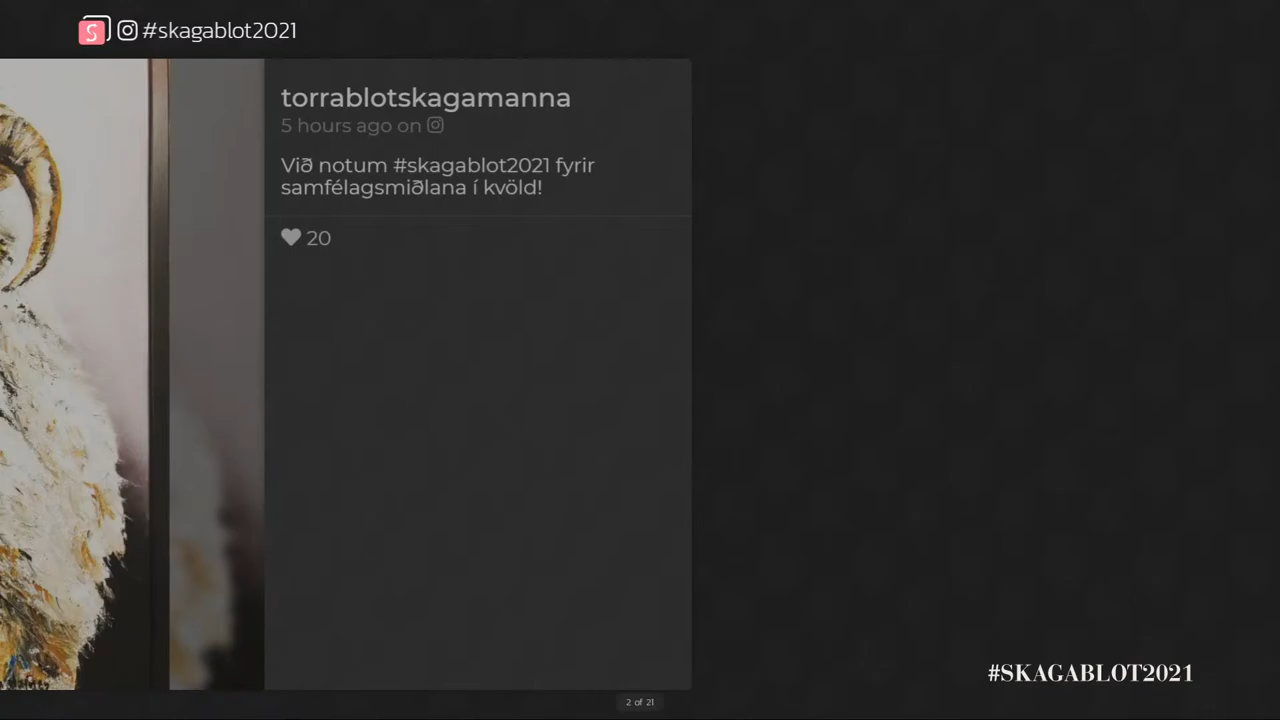 #skagablot2021
torrablotskagamanna
5 hours ago on
Við notum #skagablot2021 fyrir
samfélagsmiðlana í kvöld!
20
#SKAGABLOT2021
2 of 21